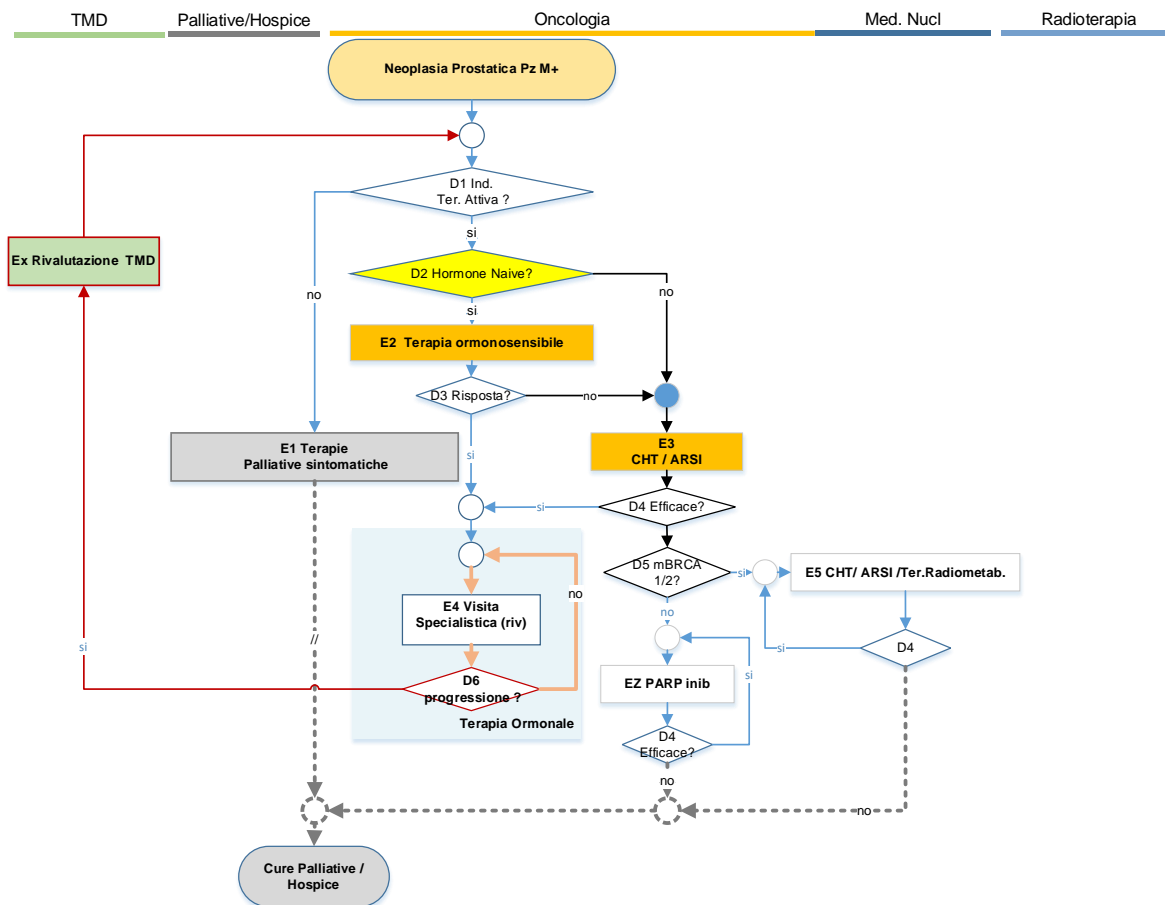 TMD
Palliative/Hospice
Oncologia
Med. Nucl
Radioterapia
Neoplasia Prostatica Pz M+
D1 Ind.
Ter. Attiva ?
si
no
Ex Rivalutazione TMD
D2 Hormone Naive?
no
si
E2 Terapia ormonosensibile
D3 Risposta?
no
E1 Terapie
Palliative sintomatiche
si
E3
CHT / ARSI
D4 Efficace?
si
D5 mBRCA
1/2?
si
E5 CHT/ ARSI /Ter.Radiometab.
no
E4 Visita
Specialistica (riv)
no
//
si
D4
si
D6
progressione ?
Terapia Ormonale
EZ PARP inib
si
D4
Efficace?
no
no
Cure Palliative /
Hospice